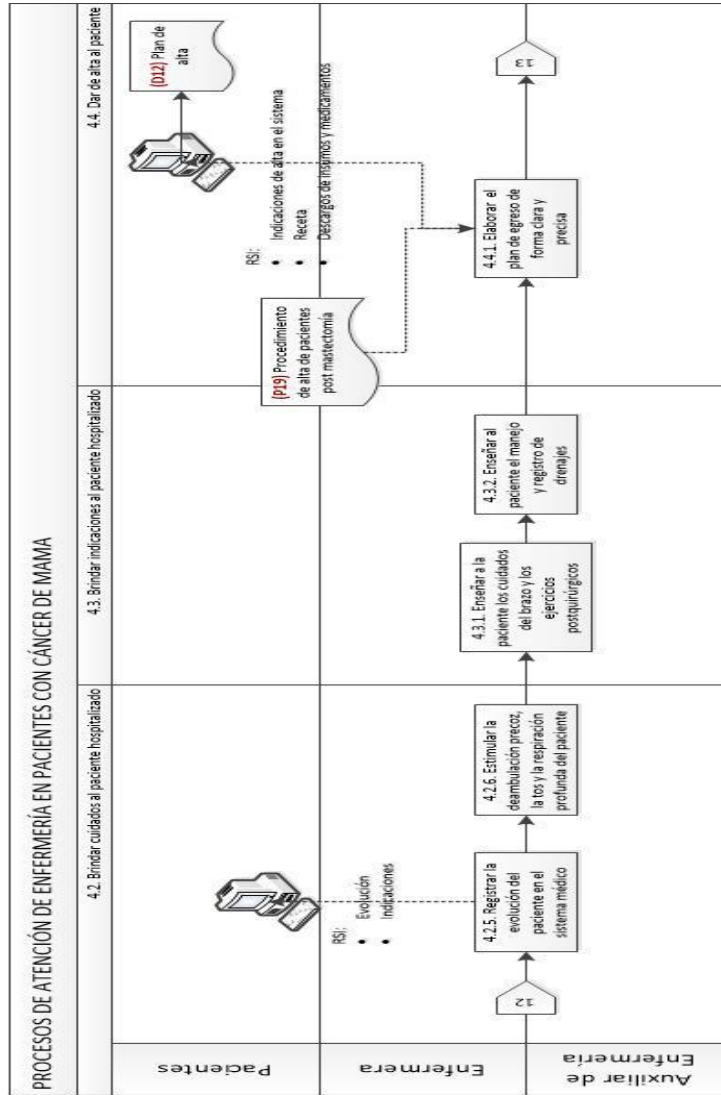 PROCESOS DE ATENCIÓN DE ENFERMERÍA EN PACIENTES CON CÁNCER DE MAMA
4.2. Brindar cuidados al paciente hospitalizado
4.3. Brindar indicaciones al paciente hospitalizado
4.4. Dar de alta al paciente
Pacientes
Enfermera
Auxiliar de
Enfermería
12
4.2.5. Registrar la
evolución del
paciente en el
sistema médico
RSI:
• Evolución
• Indicaciones
4.2.6. Estimular la
deambulación precoz,
la tos y la respiración
profunda del paciente
4.3.1. Enseñar a la
paciente los cuidados
del brazo y los
ejercicios
postquirúrgicos
4.3.2. Enseñar al
paciente el manejo
y registro de
drenajes
(P19) Procedimiento
de alta de pacientes
post mastectomía
RSI:
• Indicaciones de alta en el sistema
• Receta
• Descargos de insumos y medicamentos
(D12) Plan de
alta
4.4.1. Elaborar el
plan de egreso de
forma clara y
precisa
13